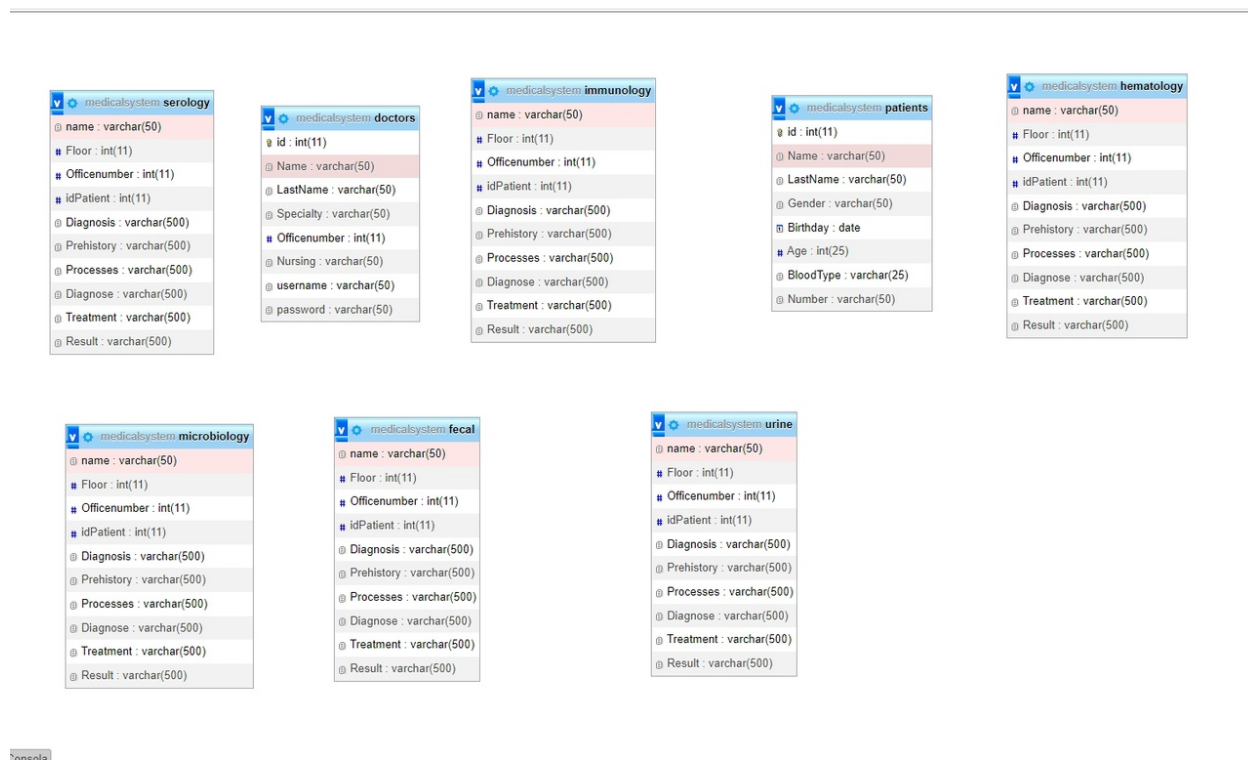 medicalsystem serology
name : varchar(50)
Floor : int(11)
Officenumber : int(11)
idPatient : int(11)
Diagnosis : varchar(500)
Prehistory : varchar(500)
Processes : varchar(500)
Diagnose : varchar(500)
Treatment : varchar(500)
Result : varchar(500)
medicalsystem doctors
id : int(11)
Name : varchar(50)
LastName : varchar(50)
Specialty : varchar(50)
Officenumber : int(11)
Nursing : varchar(50)
username : varchar(50)
password : varchar(50)
medicalsystem immunology
name : varchar(50)
Floor : int(11)
Officenumber : int(11)
idPatient : int(11)
Diagnosis : varchar(500)
Prehistory : varchar(500)
Processes : varchar(500)
Diagnose : varchar(500)
Treatment : varchar(500)
Result : varchar(500)
medicalsystem patients
id : int(11)
Name : varchar(50)
LastName : varchar(50)
Gender : varchar(50)
Birthday : date
Age : int(25)
BloodType : varchar(25)
Number : varchar(50)
medicalsystem hematology
name : varchar(50)
Floor : int(11)
Officenumber : int(11)
idPatient : int(11)
Diagnosis : varchar(500)
Prehistory : varchar(500)
Processes : varchar(500)
Diagnose : varchar(500)
Treatment : varchar(500)
Result : varchar(500)
medicalsystem microbiology
name : varchar(50)
Floor : int(11)
Officenumber : int(11)
idPatient : int(11)
Diagnosis : varchar(500)
Prehistory : varchar(500)
Processes : varchar(500)
Diagnose : varchar(500)
Treatment : varchar(500)
Result : varchar(500)
medicalsystem fecal
name : varchar(50)
Floor : int(11)
Officenumber : int(11)
idPatient : int(11)
Diagnosis : varchar(500)
Prehistory : varchar(500)
Processes : varchar(500)
Diagnose : varchar(500)
Treatment : varchar(500)
Result : varchar(500)
medicalsystem urine
name : varchar(50)
Floor : int(11)
Officenumber : int(11)
idPatient : int(11)
Diagnosis : varchar(500)
Prehistory : varchar(500)
Processes : varchar(500)
Diagnose : varchar(500)
Treatment : varchar(500)
Result : varchar(500)
Consola